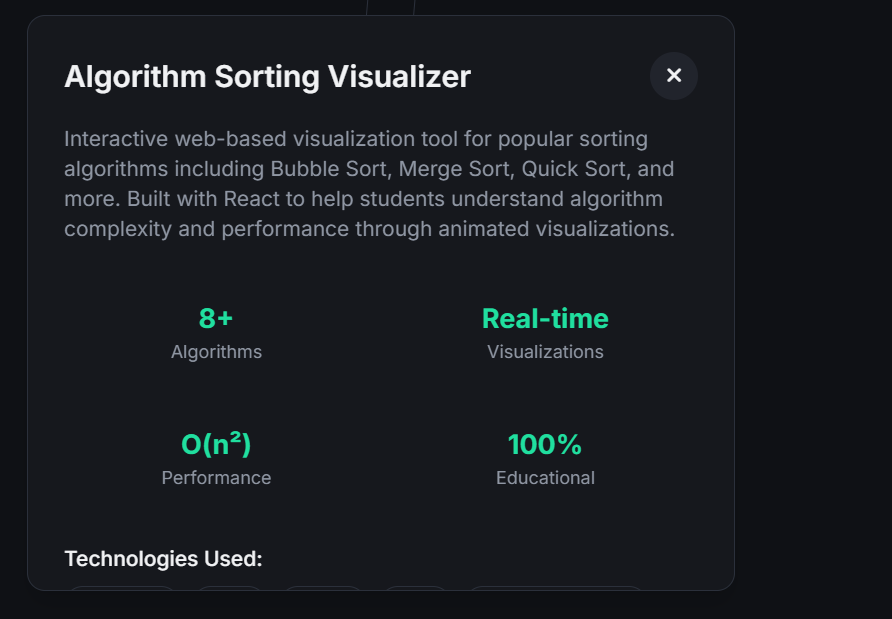 Algorithm Sorting Visualizer
Interactive web-based visualization tool for popular sorting
algorithms including Bubble Sort, Merge Sort, Quick Sort, and
more. Built with React to help students understand algorithm
complexity and performance through animated visualizations.
8+
Algorithms
Real-time
Visualizations
O(n²)
Performance
100%
Educational
Technologies Used: